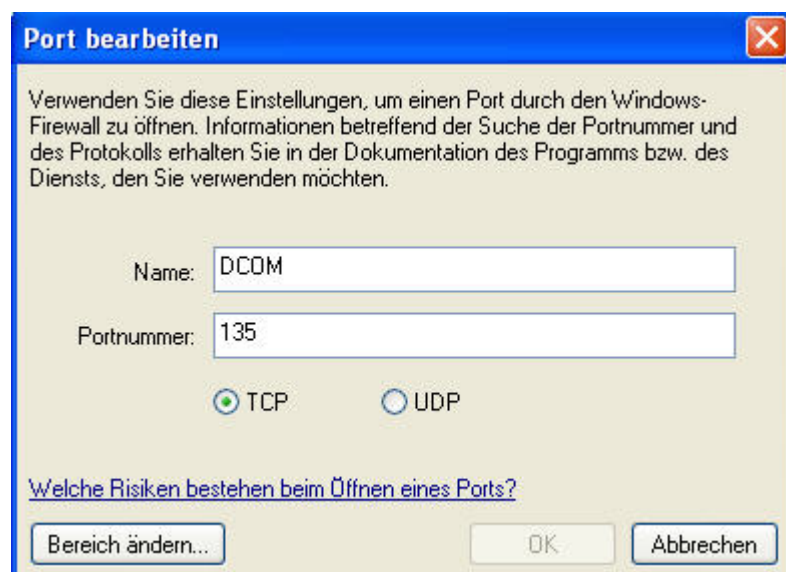 Port bearbeiten
Verwenden Sie diese Einstellungen, um einen Port durch den Windows-
Firewall zu öffnen. Informationen betreffend der Suche der Portnummer und
des Protokolls erhalten Sie in der Dokumentation des Programms bzw. des
Diensts, den Sie verwenden möchten.
Name: DCOM
Portnummer: 135
TCP UDP
Welche Risiken bestehen beim Öffnen eines Ports?
Bereich ändern... OK Abbrechen